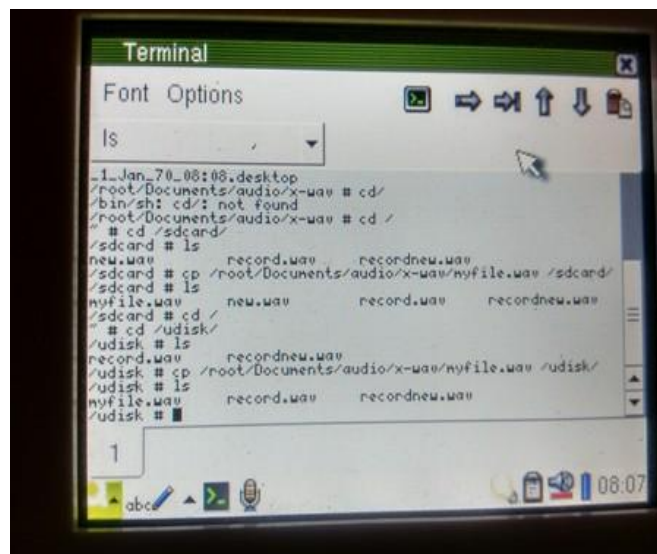 Terminal
Font Options
ls
_1_Jan_70_08:08.desktop
/root/Documents/audio/x-wav # cd/
/bin/sh: cd/: not found
/root/Documents/audio/x-wav # cd /
~ # cd /sdcard/
/sdcard # ls
new.wav record.wav recordnew.wav
/sdcard # cp /root/Documents/audio/x-wav/myfile.wav /sdcard/
/sdcard # ls
myfile.wav new.wav record.wav recordnew.wav
/sdcard # cd /
~ # cd /udisk/
/udisk # ls
record.wav recordnew.wav
/udisk # cp /root/Documents/audio/x-wav/myfile.wav /udisk/
/udisk # ls
myfile.wav record.wav recordnew.wav
/udisk #
1
abc 08:07